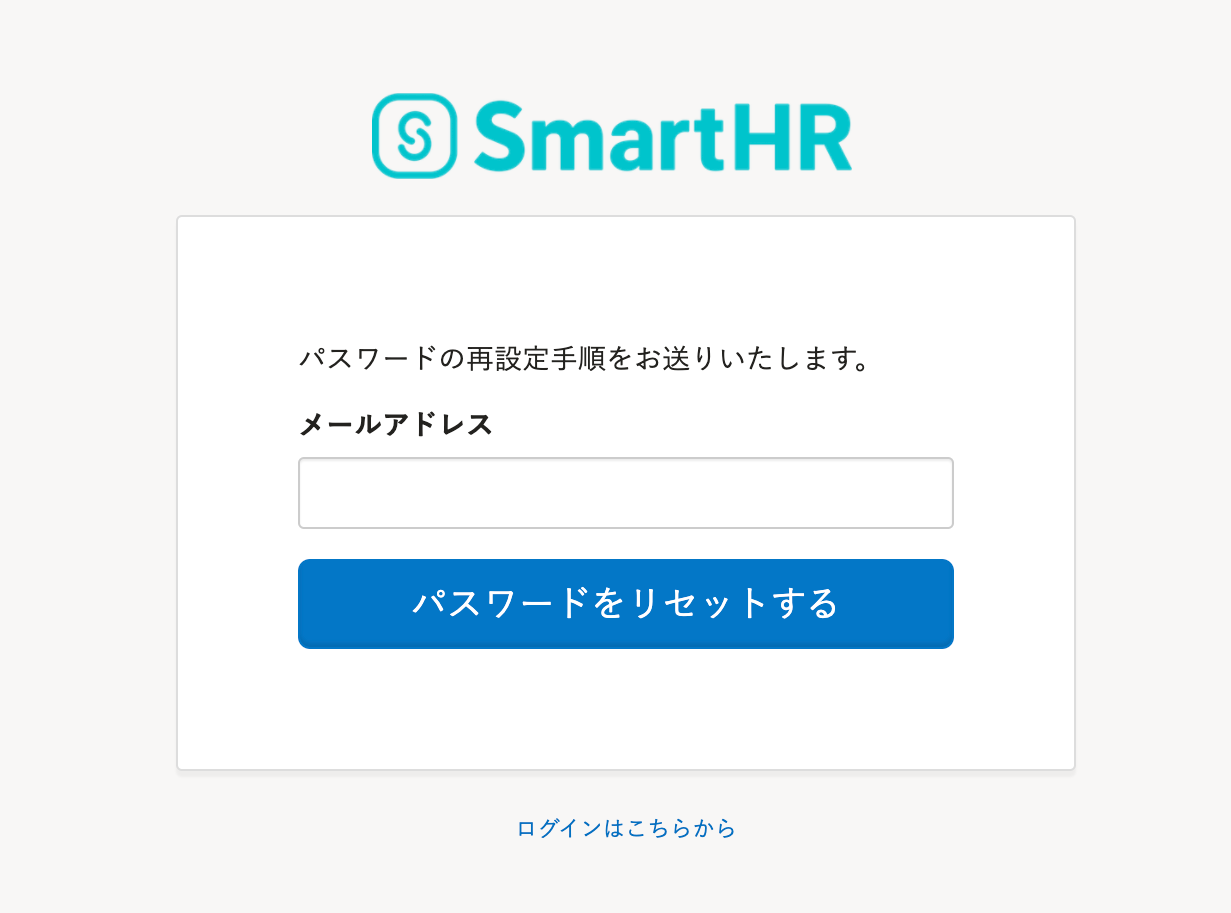 SmartHR
パスワードの再設定手順をお送りいたします。
メールアドレス
パスワードをリセットする
ログインはこちらから